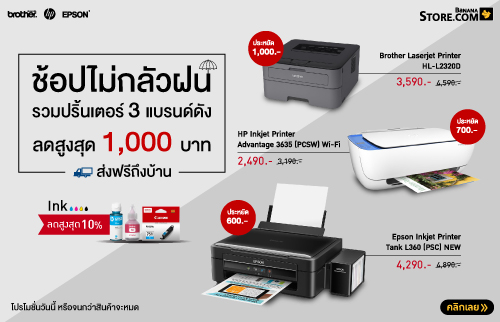 brother. hp EPSON®
BANANA
STORE.COM
ช้อปไม่กลัวฝน
รวมปริ้นเตอร์ 3 แบรนด์ดัง
ลดสูงสุด 1,000 บาท
ส่งฟรีถึงบ้าน
Ink
ลดสูงสุด 10%
Canon
ประหยัด
1,000.-
Brother Laserjet Printer
HL-L2320D
3,590.- 4,590.-
HP Inkjet Printer
Advantage 3635 (PCSW) Wi-Fi
2,490.- 3,190.-
ประหยัด
700.-
ประหยัด
600.-
EPSON
Epson Inkjet Printer
Tank L360 (PSC) NEW
4,290.- 4,890.-
โปรโมชั่นวันนี้ หรือจนกว่าสินค้าจะหมด
คลิกเลย